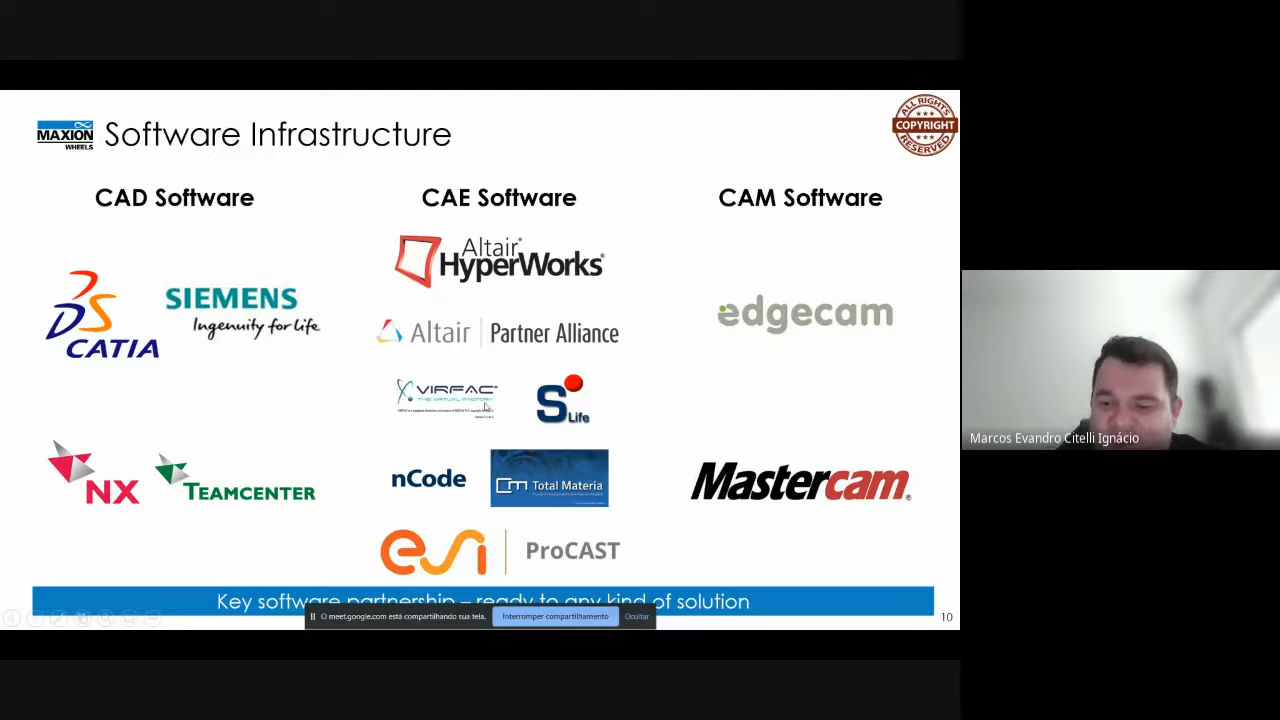 MAXION
WHEELS
Software Infrastructure
ALL RIGHTS
COPYRIGHT
RESERVED
CAD Software
CAE Software
CAM Software
DS
CATIA
SIEMENS
Ingenuity for life
NX
TEAMCENTER
Altair®
HyperWorks®
Altair | Partner Alliance
VIRFAC®
THE VIRTUAL FACTORY
S Life
nCode
Total Materia
esi | ProCAST
edgecam
Mastercam®
Key software partnership – ready to any kind of solution
O meet.google.com está compartilhando sua tela.
Interromper compartilhamento
Ocultar
10
Marcos Evandro Citelli Ignácio